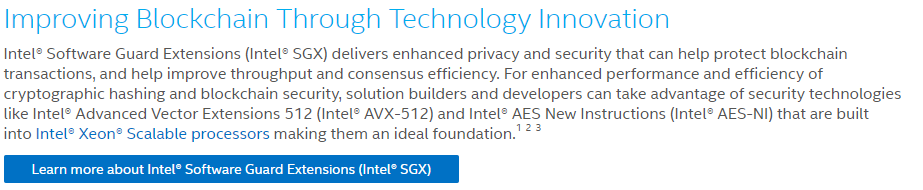 Improving Blockchain Through Technology Innovation
Intel® Software Guard Extensions (Intel® SGX) delivers enhanced privacy and security that can help protect blockchain
transactions, and help improve throughput and consensus efficiency. For enhanced performance and efficiency of
cryptographic hashing and blockchain security, solution builders and developers can take advantage of security technologies
like Intel® Advanced Vector Extensions 512 (Intel® AVX-512) and Intel® AES New Instructions (Intel® AES-NI) that are built
into Intel® Xeon® Scalable processors making them an ideal foundation.1 2 3
Learn more about Intel® Software Guard Extensions (Intel® SGX)